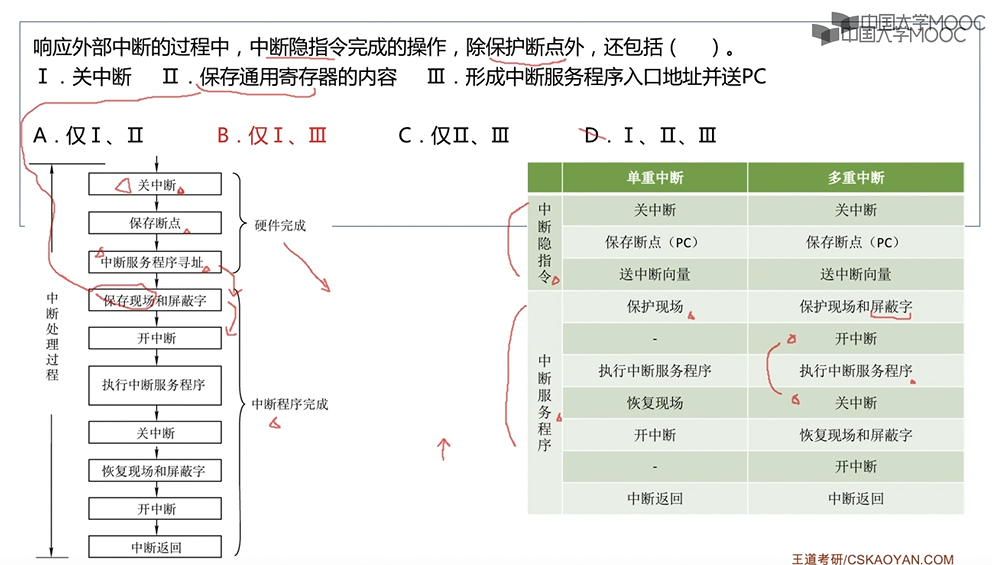 中国大学MOOC
中国大学MOOC
响应外部中断的过程中，中断隐指令完成的操作，除保护断点外，还包括（　　）。
Ⅰ．关中断　Ⅱ．保存通用寄存器的内容　Ⅲ．形成中断服务程序入口地址并送PC
A．仅Ⅰ、Ⅱ　B．仅Ⅰ、Ⅲ　C．仅Ⅱ、Ⅲ　D．Ⅰ、Ⅱ、Ⅲ
中断处理过程
关中断
保存断点
中断服务程序寻址
硬件完成
保存现场和屏蔽字
开中断
执行中断服务程序
关中断
恢复现场和屏蔽字
开中断
中断返回
中断程序完成
单重中断　多重中断
中断隐指令
关中断　关中断
保存断点（PC）　保存断点（PC）
送中断向量　送中断向量
中断服务程序
保护现场　保护现场和屏蔽字
-　开中断
执行中断服务程序　执行中断服务程序
恢复现场　关中断
开中断　恢复现场和屏蔽字
-　开中断
中断返回　中断返回
王道考研/CSKAOYAN.COM